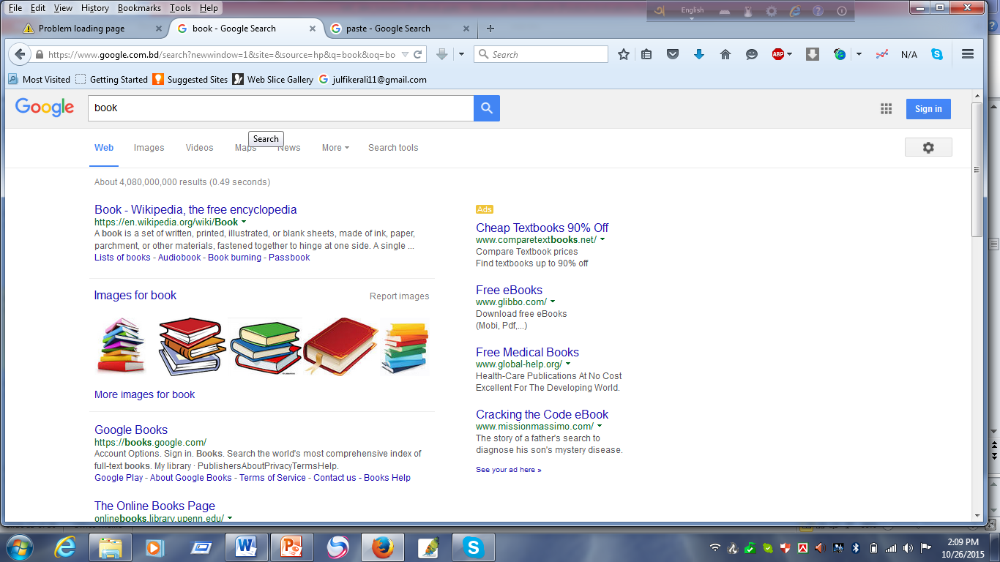 File Edit View History Bookmarks Tools Help
English
Problem loading page
book - Google Search
paste - Google Search
https://www.google.com.bd/search?newwindow=1&site=&source=hp&q=book&oq=bo
Search
ABP
N/A
Most Visited
Getting Started
Suggested Sites
Web Slice Gallery
julfikerali11@gmail.com
Google
book
Sign in
Search
Web Images Videos Maps News More Search tools
About 4,080,000,000 results (0.49 seconds)
Book - Wikipedia, the free encyclopedia
https://en.wikipedia.org/wiki/Book
A book is a set of written, printed, illustrated, or blank sheets, made of ink, paper,
parchment, or other materials, fastened together to hinge at one side. A single ...
Lists of books - Audiobook - Book burning - Passbook
Images for book
Report images
More images for book
Google Books
https://books.google.com/
Account Options. Sign in. Books. Search the world's most comprehensive index of
full-text books. My library · PublishersAboutPrivacyTermsHelp.
Google Play - About Google Books - Terms of Service - Contact us - Books Help
The Online Books Page
onlinebooks.library.upenn.edu/
Ads
Cheap Textbooks 90% Off
www.comparetextbooks.net/
Compare Textbook prices
Find textbooks up to 90% off
Free eBooks
www.glibbo.com/
Download free eBooks
(Mobi, Pdf,...)
Free Medical Books
www.global-help.org/
Health-Care Publications At No Cost
Excellent For The Developing World.
Cracking the Code eBook
www.missionmassimo.com/
The story of a father's search to
diagnose his son's mystery disease.
See your ad here »
2:09 PM
10/26/2015